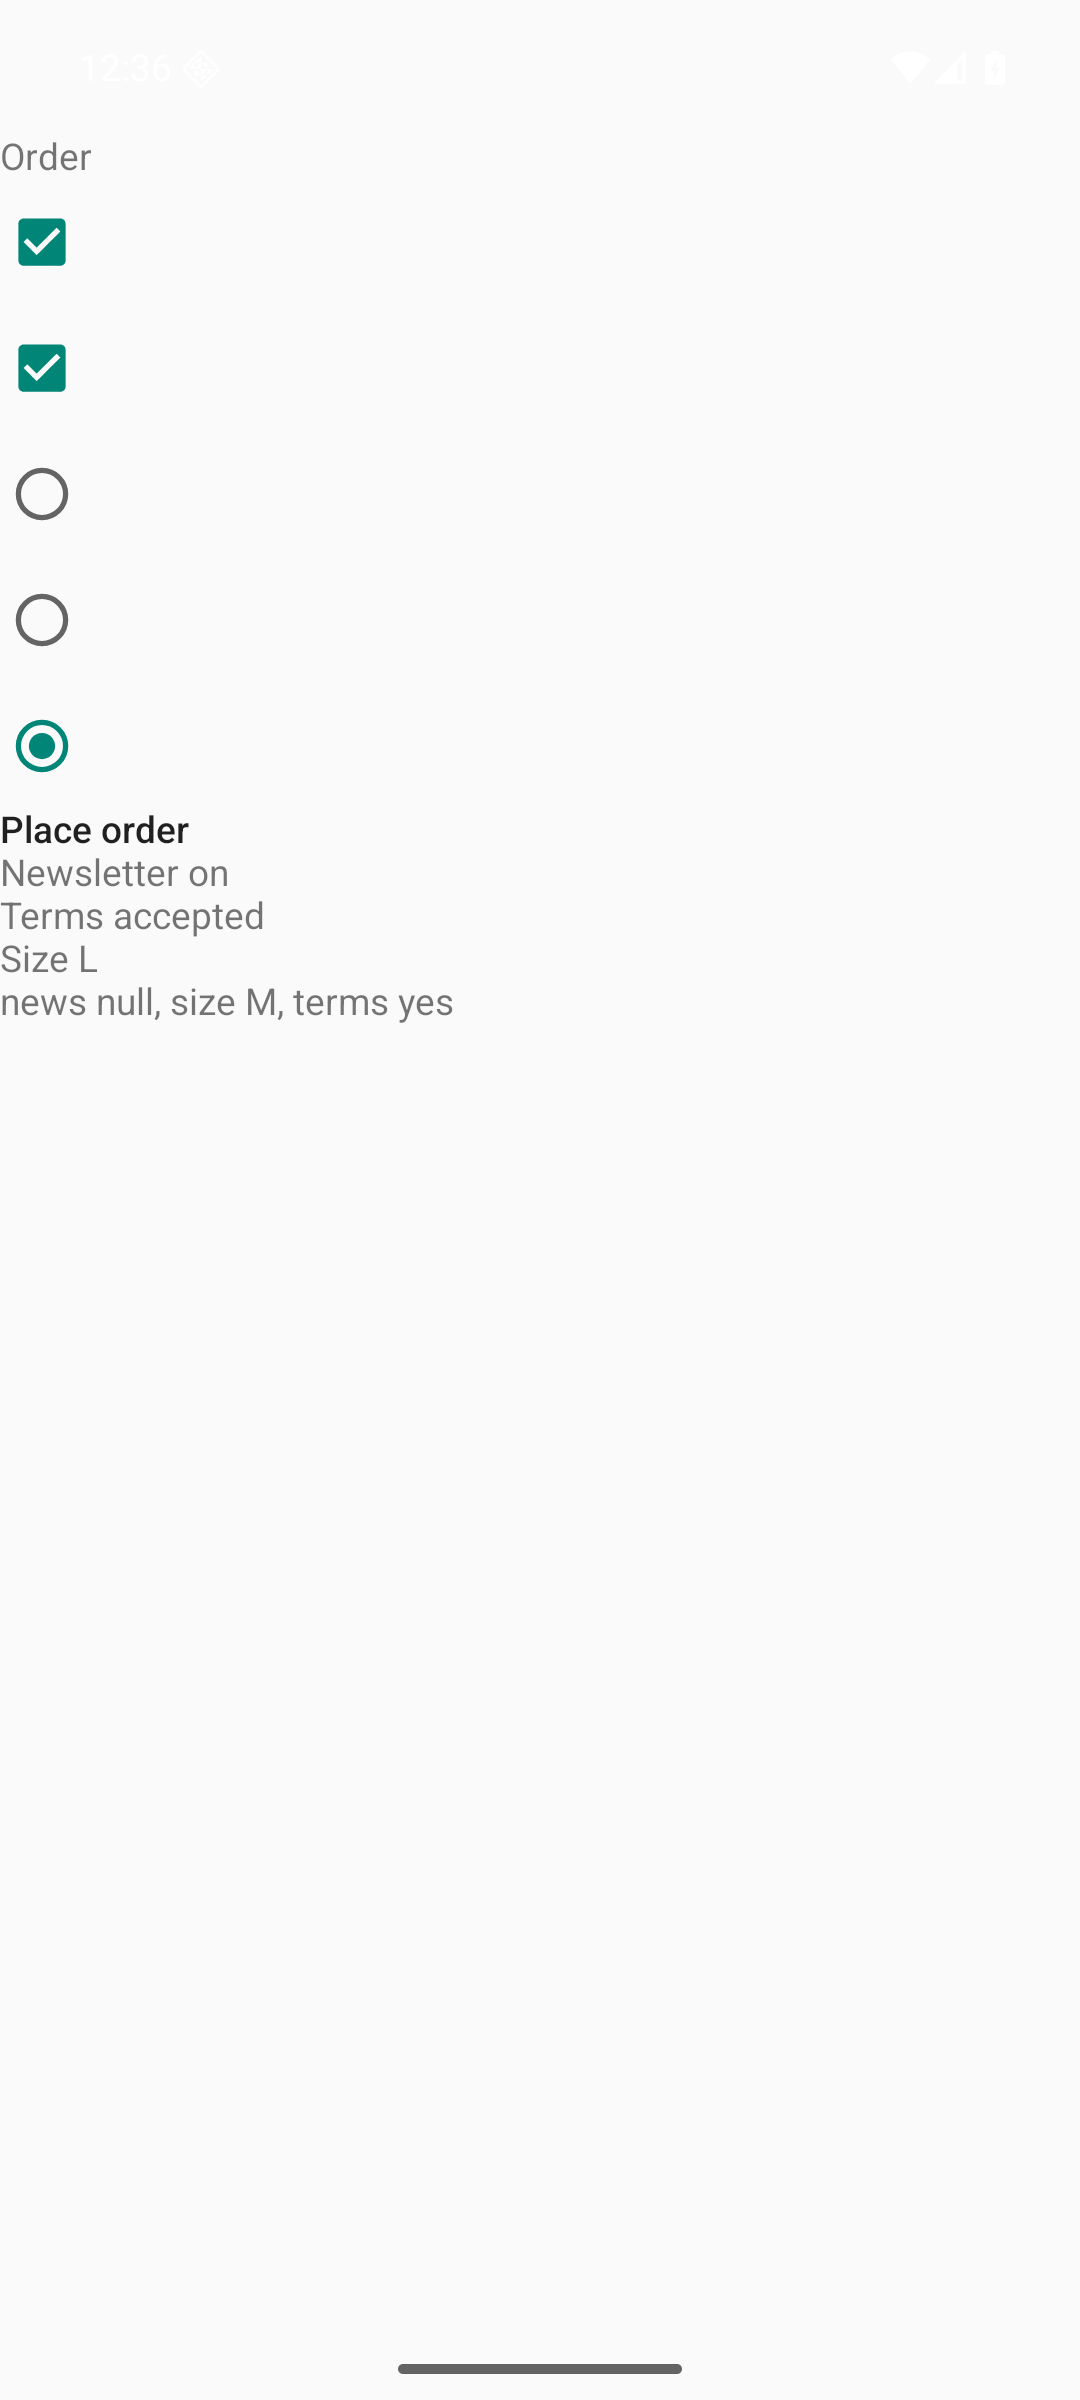 12:36
Order
Place order
Newsletter on
Terms accepted
Size L
news null, size M, terms yes